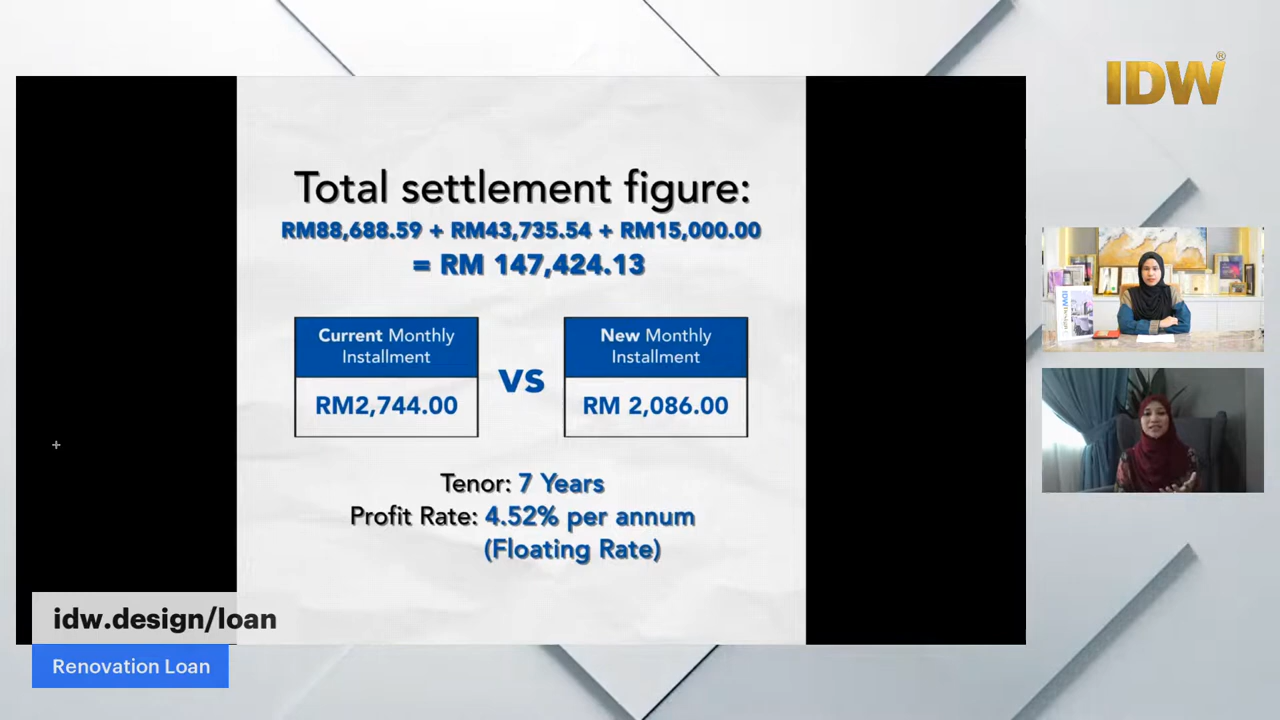 IDW®
Total settlement figure:
RM88,688.59 + RM43,735.54 + RM15,000.00
= RM 147,424.13
Current Monthly
Installment
RM2,744.00
VS
New Monthly
Installment
RM 2,086.00
Tenor: 7 Years
Profit Rate: 4.52% per annum
(Floating Rate)
idw.design/loan
Renovation Loan